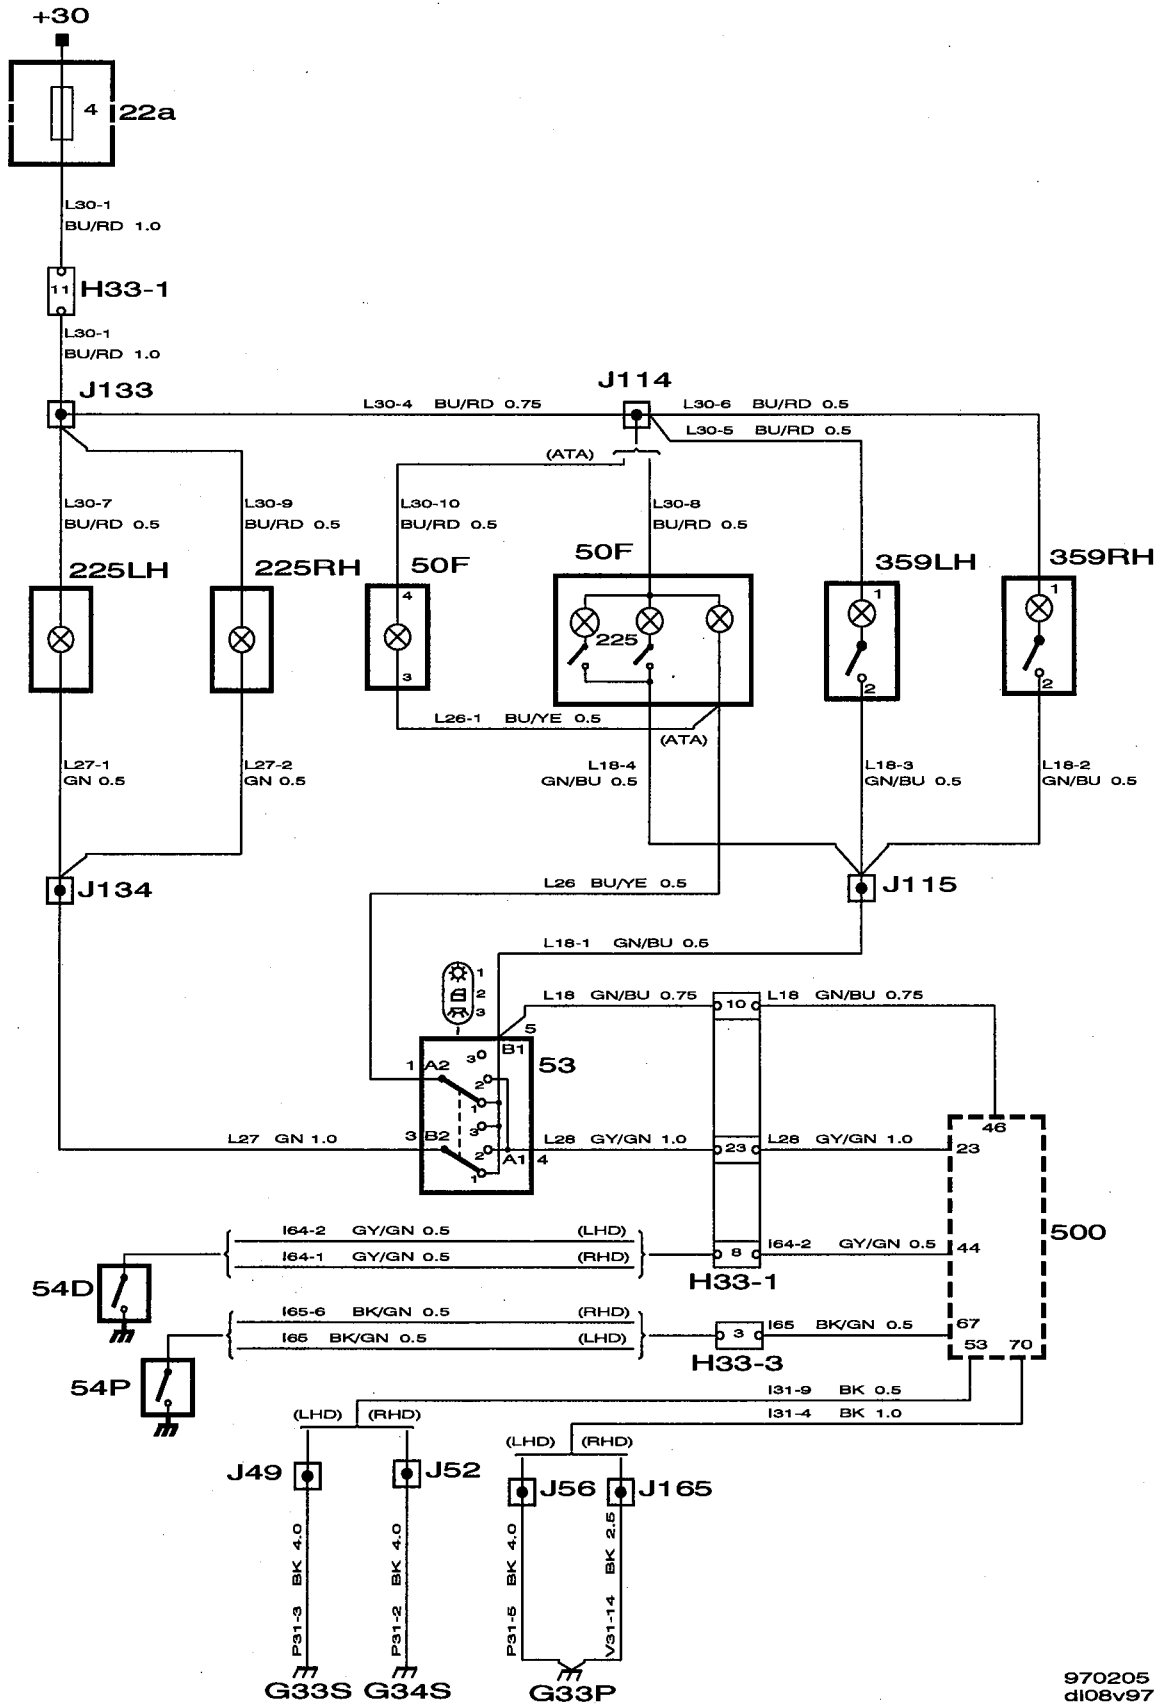 +30
4
22a
L30-1
BU/RD 1.0
11
H33-1
L30-1
BU/RD 1.0
J133
J114
L30-4 BU/RD 0.75
L30-6 BU/RD 0.5
L30-5 BU/RD 0.5
(ATA)
L30-7
BU/RD 0.5
L30-9
BU/RD 0.5
L30-10
BU/RD 0.5
L30-8
BU/RD 0.5
225LH
225RH
50F
50F
359LH
359RH
4
3
225
1
2
1
2
L26-1 BU/YE 0.5
(ATA)
L27-1
GN 0.5
L27-2
GN 0.5
L18-4
GN/BU 0.5
L18-3
GN/BU 0.5
L18-2
GN/BU 0.5
J134
L26 BU/YE 0.5
J115
L18-1 GN/BU 0.5
1
2
3
L18 GN/BU 0.75
10
L18 GN/BU 0.75
5
B1
53
3
1 A2
2
1
3
L27 GN 1.0
3 B2
2
1
A1 4
L28 GY/GN 1.0
23
L28 GY/GN 1.0
46
23
500
I64-2 GY/GN 0.5 (LHD)
I64-1 GY/GN 0.5 (RHD)
8
I64-2 GY/GN 0.5
44
H33-1
54D
I65-6 BK/GN 0.5 (RHD)
I65 BK/GN 0.5 (LHD)
3
I65 BK/GN 0.5
67
53 70
H33-3
54P
I31-9 BK 0.5
I31-4 BK 1.0
(LHD) (RHD)
(LHD) (RHD)
J49
J52
J56
J165
P31-3 BK 4.0
P31-2 BK 4.0
P31-5 BK 4.0
V31-14 BK 2.5
G33S
G34S
G33P
970205
dl08v97